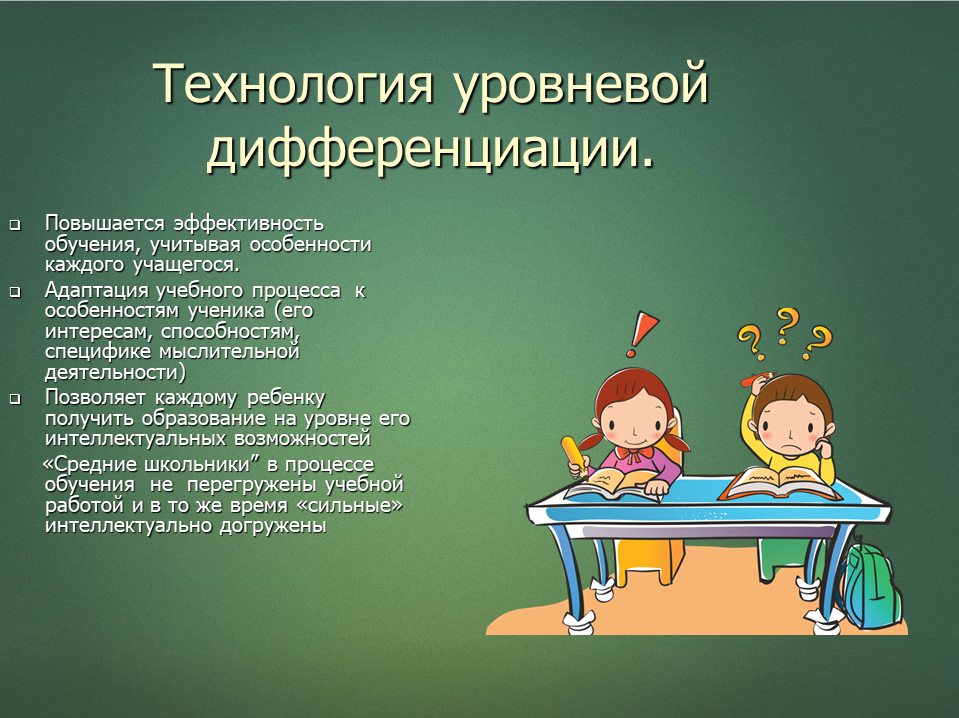 Технология уровневой
дифференциации.
Повышается эффективность
обучения, учитывая особенности
каждого учащегося.
Адаптация учебного процесса к
особенностям ученика (его
интересам, способностям,
специфике мыслительной
деятельности)
Позволяет каждому ребенку
получить образование на уровне его
интеллектуальных возможностей
«Средние школьники” в процессе
обучения не перегружены учебной
работой и в то же время «сильные»
интеллектуально догружены